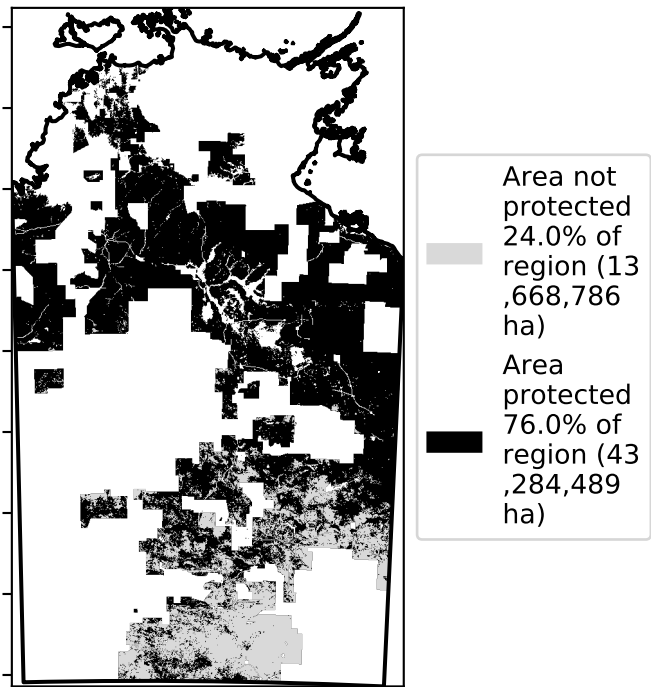 Area not
protected
24.0% of
region (13
,668,786
ha)
Area
protected
76.0% of
region (43
,284,489
ha)